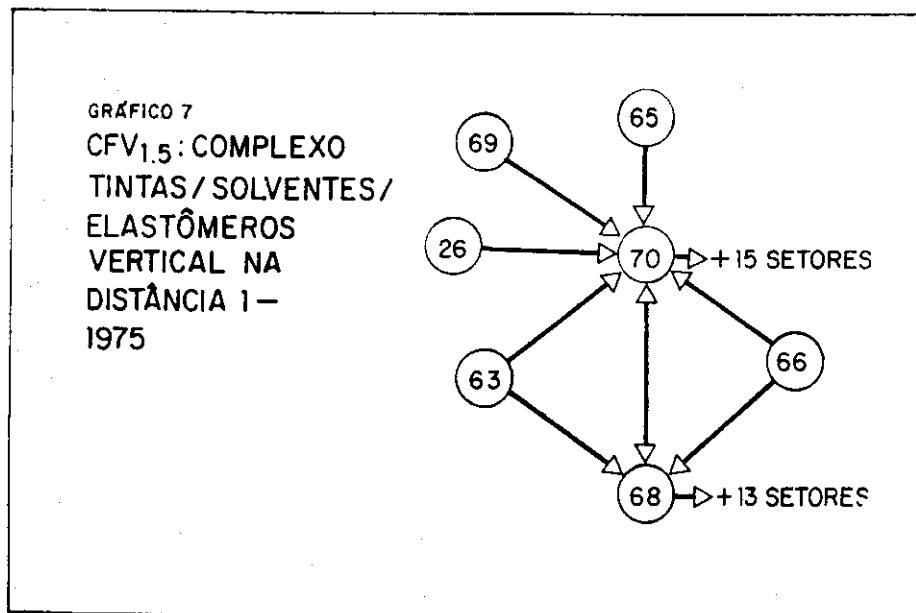 GRÁFICO 7
CFV1.5: COMPLEXO
TINTAS/SOLVENTES/
ELASTÔMEROS
VERTICAL NA
DISTÂNCIA 1—
1975
65
69
26
70
+15 SETORES
63
66
68
+13 SETORES